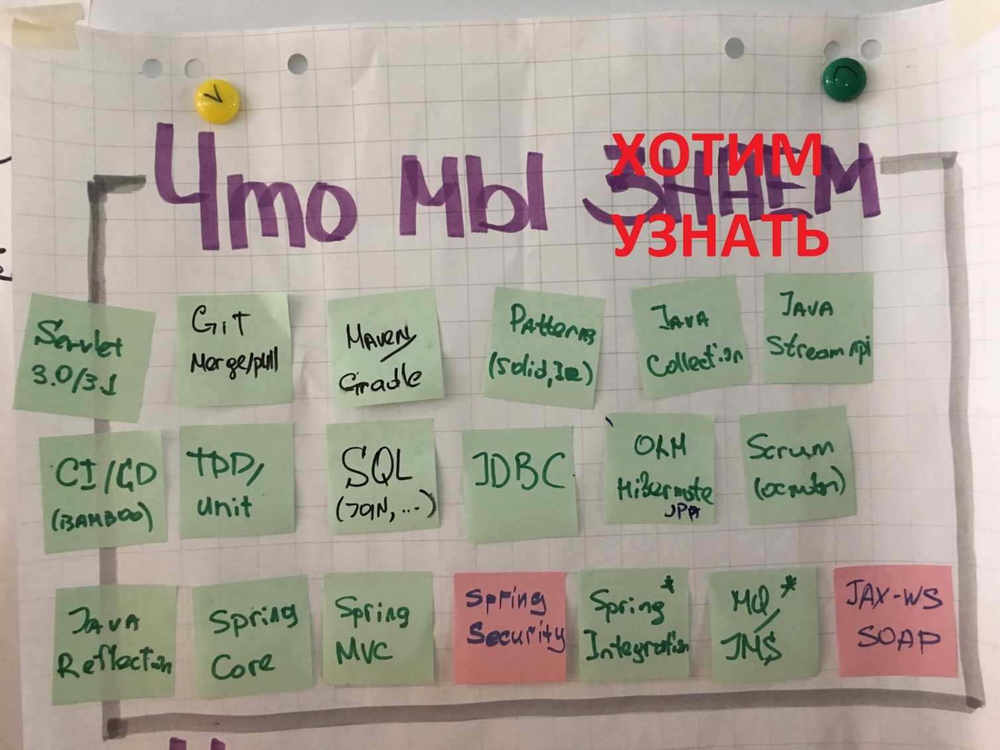 Что мы знаем
ХОТИМ
УЗНАТЬ
Servlet
3.0/3.1
Git
Merge/pull
Maven/
Gradle
Patterns
(Solid, )
Java
Collection
Java
Stream api
CI/CD
(BAMBOO)
TDD,
Unit
SQL
(JOIN, ...)
JDBC
ORM
Hibernate
JPA
Scrum
Java
Reflection
Spring
Core
Spring
MVC
Spring
Security
Spring*
Integration
MQ*/
JMS
JAX-WS
SOAP